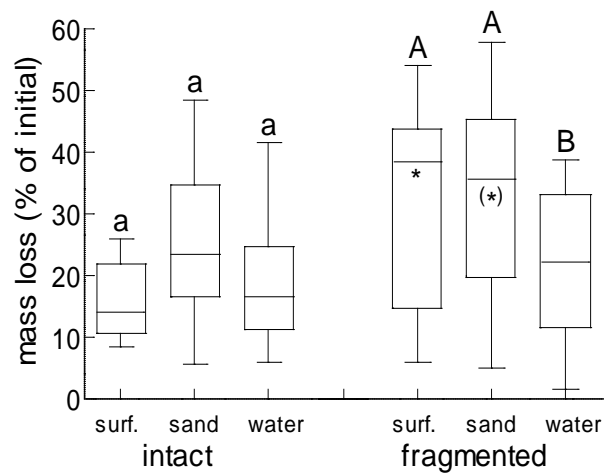 mass loss (% of initial)
60
50
40
30
20
10
0
a
a
a
A
A
B
*
(*)
surf. sand water surf. sand water
intact fragmented